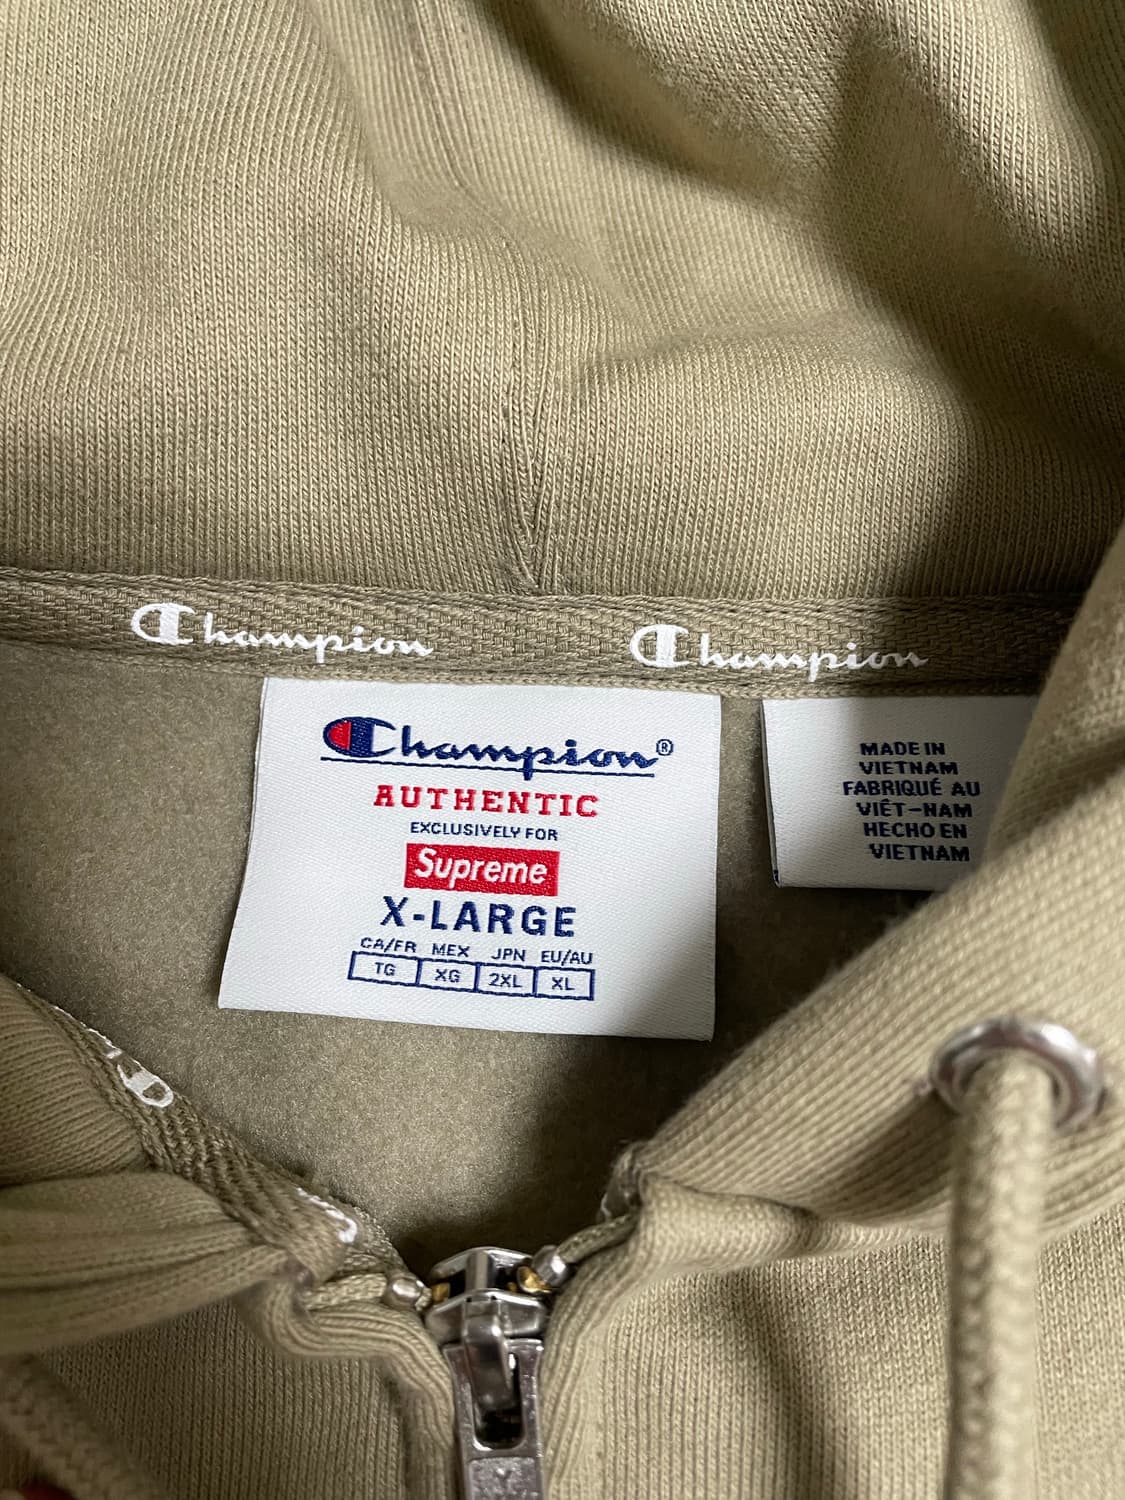 Champion Champion
Champion®
AUTHENTIC
EXCLUSIVELY FOR
Supreme
X-LARGE
CA/FR MEX JPN EU/AU
TG XG 2XL XL
MADE IN
VIETNAM
FABRIQUÉ AU
VIÊT-NAM
HECHO EN
VIETNAM